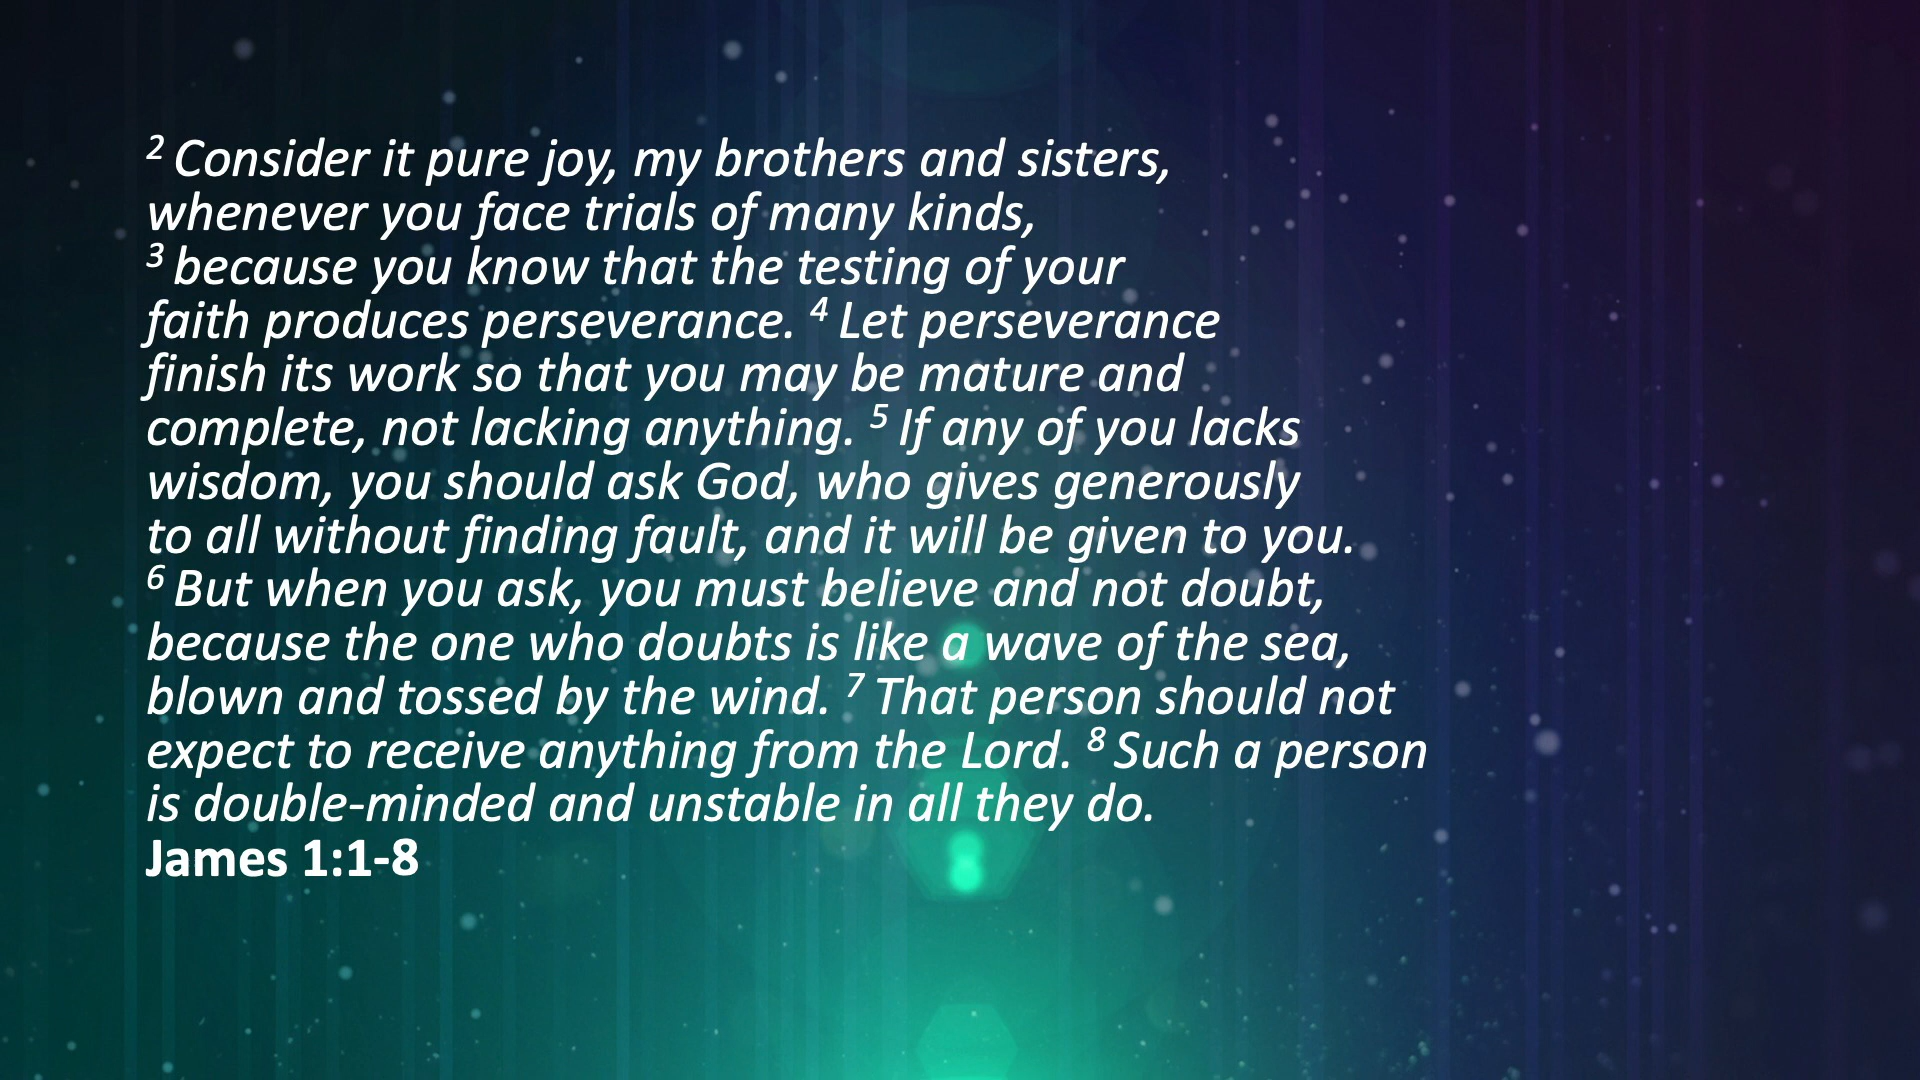 2 Consider it pure joy, my brothers and sisters,
whenever you face trials of many kinds,
3 because you know that the testing of your
faith produces perseverance. 4 Let perseverance
finish its work so that you may be mature and
complete, not lacking anything. 5 If any of you lacks
wisdom, you should ask God, who gives generously
to all without finding fault, and it will be given to you.
6 But when you ask, you must believe and not doubt,
because the one who doubts is like a wave of the sea,
blown and tossed by the wind. 7 That person should not
expect to receive anything from the Lord. 8 Such a person
is double-minded and unstable in all they do.
James 1:1-8